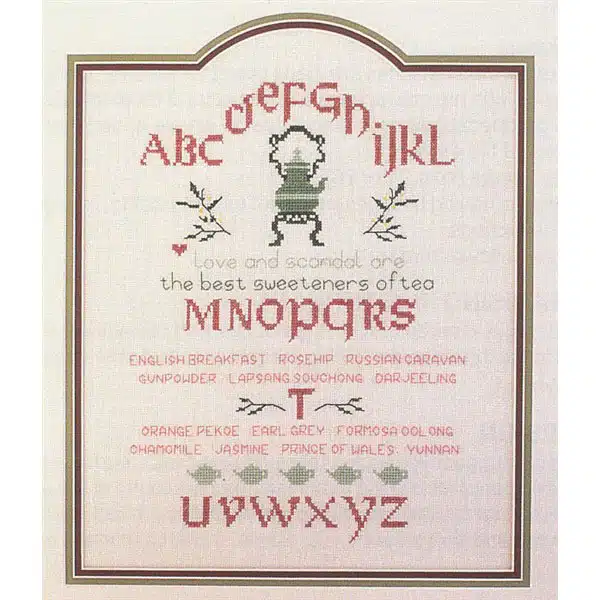 ABCdefGhijKL
love and scandal are
the best sweeteners of tea
MNOPQRS
ENGLISH BREAKFAST ROSEHIP RUSSIAN CARAVAN
GUNPOWDER LAPSANG SOUCHONG DARJEELING
T
ORANGE PEKOE EARL GREY FORMOSA OOLONG
CHAMOMILE JASMINE PRINCE OF WALES YUNNAN
UVWXYZ